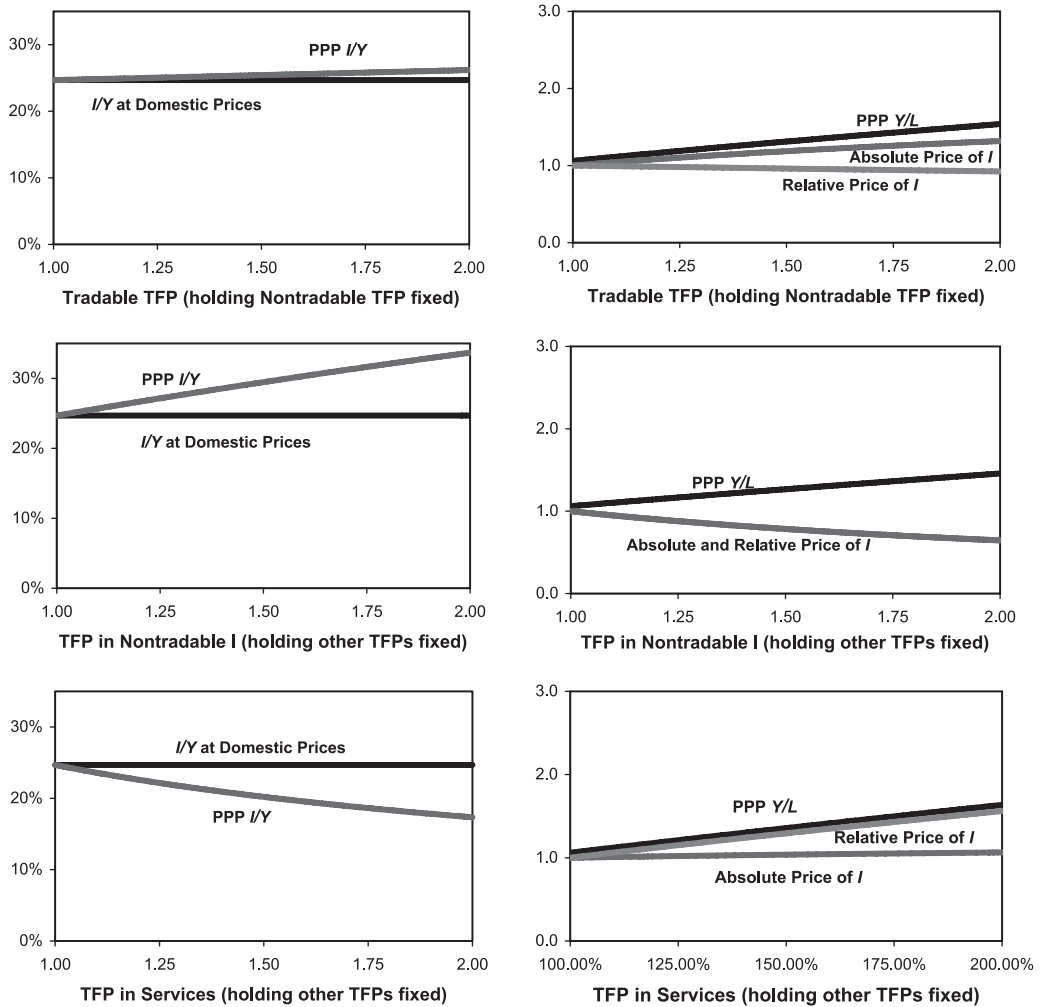 30%
20%
10%
0%
PPP I/Y
I/Y at Domestic Prices
1.00 1.25 1.50 1.75 2.00
Tradable TFP (holding Nontradable TFP fixed)
3.0
2.0
1.0
0.0
PPP Y/L
Absolute Price of I
Relative Price of I
1.00 1.25 1.50 1.75 2.00
Tradable TFP (holding Nontradable TFP fixed)
30%
20%
10%
0%
PPP I/Y
I/Y at Domestic Prices
1.00 1.25 1.50 1.75 2.00
TFP in Nontradable I (holding other TFPs fixed)
3.0
2.0
1.0
0.0
PPP Y/L
Absolute and Relative Price of I
1.00 1.25 1.50 1.75 2.00
TFP in Nontradable I (holding other TFPs fixed)
30%
20%
10%
0%
I/Y at Domestic Prices
PPP I/Y
1.00 1.25 1.50 1.75 2.00
TFP in Services (holding other TFPs fixed)
3.0
2.0
1.0
0.0
PPP Y/L
Relative Price of I
Absolute Price of I
100.00% 125.00% 150.00% 175.00% 200.00%
TFP in Services (holding other TFPs fixed)